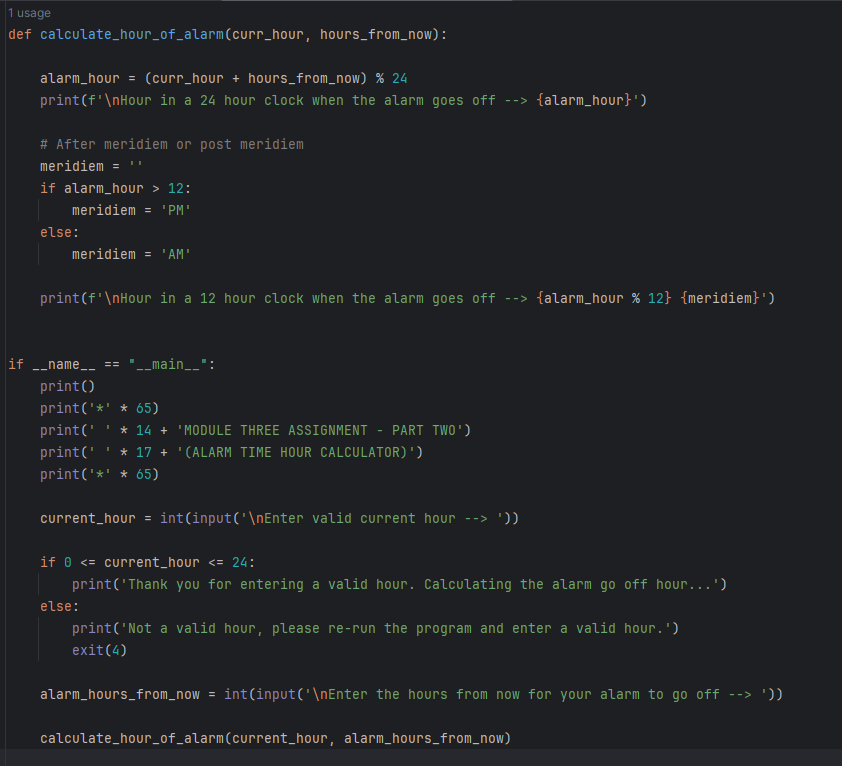 1 usage
def calculate_hour_of_alarm(curr_hour, hours_from_now):
alarm_hour = (curr_hour + hours_from_now) % 24
print(f'\nHour in a 24 hour clock when the alarm goes off --> {alarm_hour}')
# After meridiem or post meridiem
meridiem = ''
if alarm_hour > 12:
meridiem = 'PM'
else:
meridiem = 'AM'
print(f'\nHour in a 12 hour clock when the alarm goes off --> {alarm_hour % 12} {meridiem}')
if __name__ == "__main__":
print()
print('*' * 65)
print(' ' * 14 + 'MODULE THREE ASSIGNMENT - PART TWO')
print(' ' * 17 + '(ALARM TIME HOUR CALCULATOR)')
print('*' * 65)
current_hour = int(input('\nEnter valid current hour --> '))
if 0 <= current_hour <= 24:
print('Thank you for entering a valid hour. Calculating the alarm go off hour...')
else:
print('Not a valid hour, please re-run the program and enter a valid hour.')
exit(4)
alarm_hours_from_now = int(input('\nEnter the hours from now for your alarm to go off --> '))
calculate_hour_of_alarm(current_hour, alarm_hours_from_now)